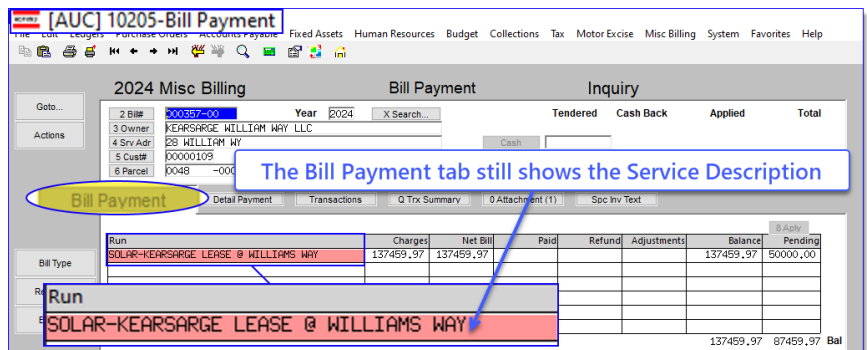 [AUC] 10205-Bill Payment
File Edit Ledgers Purchase Orders Accounts Payable Fixed Assets Human Resources Budget Collections Tax Motor Excise Misc Billing System Favorites Help
2024 Misc Billing Bill Payment Inquiry
Goto...
Actions
2 Bill# 000357-00 Year 2024 X Search... Tendered Cash Back Applied Total
3 Owner KEARSARGE WILLIAM WAY LLC
4 Srv Adr 28 WILLIAM WY Cash
5 Cust# 00000109
6 Parcel 0048 -000
The Bill Payment tab still shows the Service Description
Bill Payment Detail Payment Transactions Q Trx Summary 0 Attachment (1) Spc Inv Text
8 Aply
Run Charges Net Bill Paid Refund Adjustments Balance Pending
SOLAR-KEARSARGE LEASE @ WILLIAMS WAY 137459.97 137459.97 137459.97 50000.00
Bill Type
Run
SOLAR-KEARSARGE LEASE @ WILLIAMS WAY
137459.97 87459.97 Bal